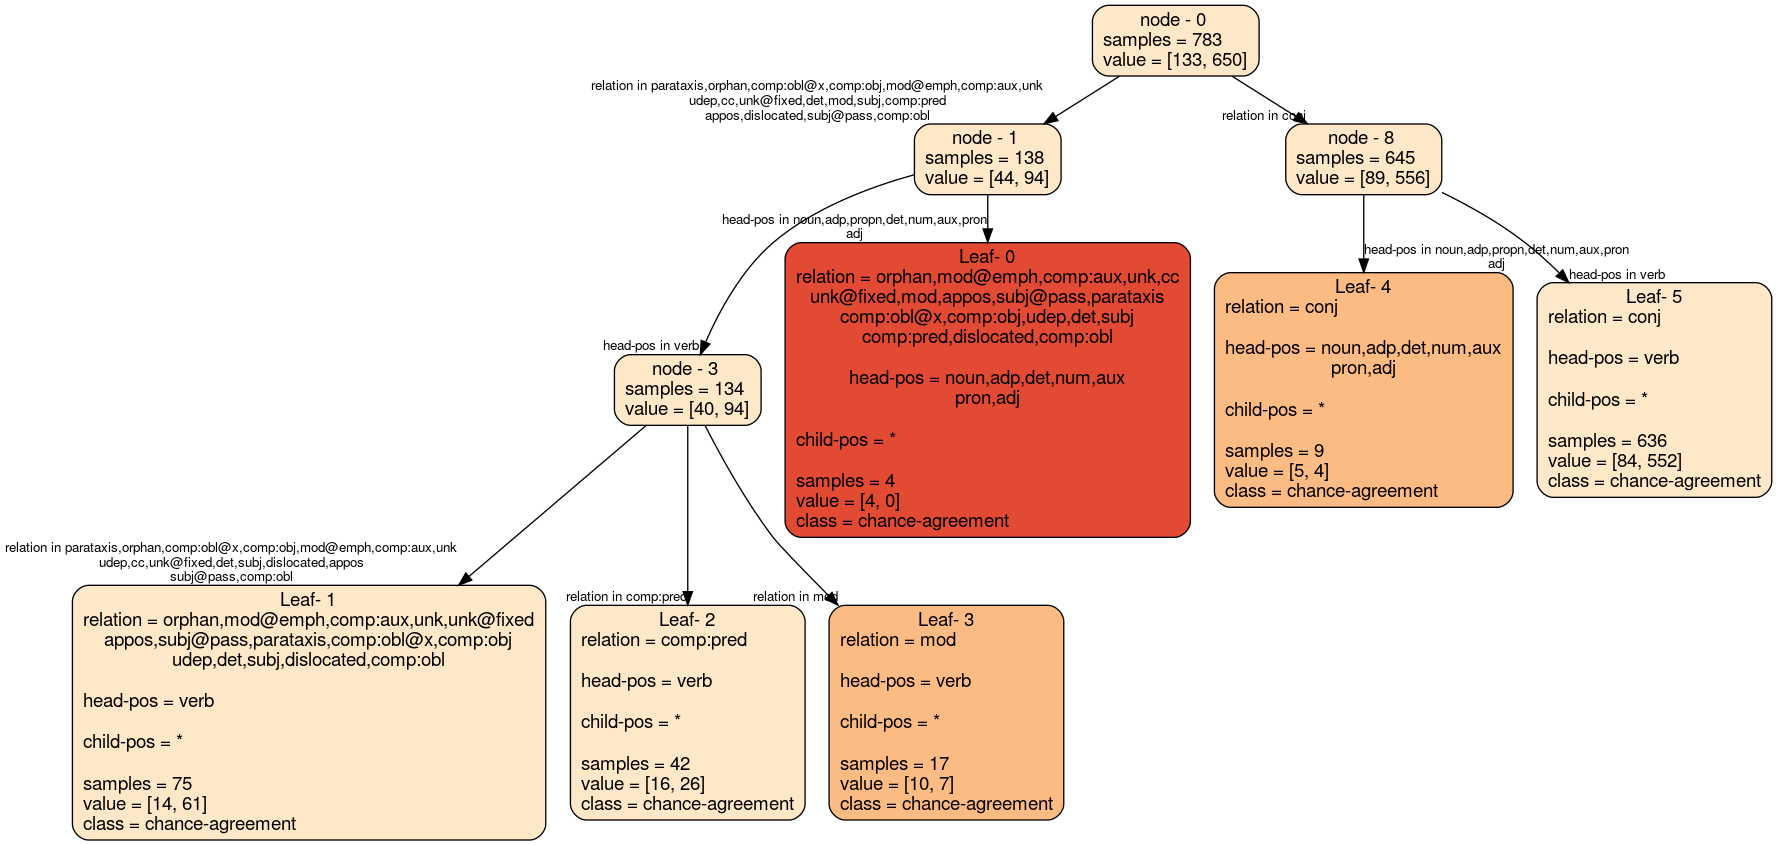 node - 0
samples = 783
value = [133, 650]
relation in parataxis,orphan,comp:obl@x,comp:obj,mod@emph,comp:aux,unk
udep,cc,unk@fixed,det,mod,subj,comp:pred
appos,dislocated,subj@pass,comp:obl
relation in conj
node - 1
samples = 138
value = [44, 94]
node - 8
samples = 645
value = [89, 556]
head-pos in noun,adp,propn,det,num,aux,pron
adj
Leaf- 0
relation = orphan,mod@emph,comp:aux,unk,cc
unk@fixed,mod,appos,subj@pass,parataxis
comp:obl@x,comp:obj,udep,det,subj
comp:pred,dislocated,comp:obl
head-pos = noun,adp,det,num,aux
pron,adj
child-pos = *
samples = 4
value = [4, 0]
class = chance-agreement
head-pos in noun,adp,propn,det,num,aux,pron
adj
Leaf- 4
relation = conj
head-pos = noun,adp,det,num,aux
pron,adj
child-pos = *
samples = 9
value = [5, 4]
class = chance-agreement
head-pos in verb
Leaf- 5
relation = conj
head-pos = verb
child-pos = *
samples = 636
value = [84, 552]
class = chance-agreement
head-pos in verb
node - 3
samples = 134
value = [40, 94]
relation in parataxis,orphan,comp:obl@x,comp:obj,mod@emph,comp:aux,unk
udep,cc,unk@fixed,det,subj,dislocated,appos
subj@pass,comp:obl
Leaf- 1
relation = orphan,mod@emph,comp:aux,unk,unk@fixed
appos,subj@pass,parataxis,comp:obl@x,comp:obj
udep,det,subj,dislocated,comp:obl
head-pos = verb
child-pos = *
samples = 75
value = [14, 61]
class = chance-agreement
relation in comp:pred
Leaf- 2
relation = comp:pred
head-pos = verb
child-pos = *
samples = 42
value = [16, 26]
class = chance-agreement
relation in mod
Leaf- 3
relation = mod
head-pos = verb
child-pos = *
samples = 17
value = [10, 7]
class = chance-agreement